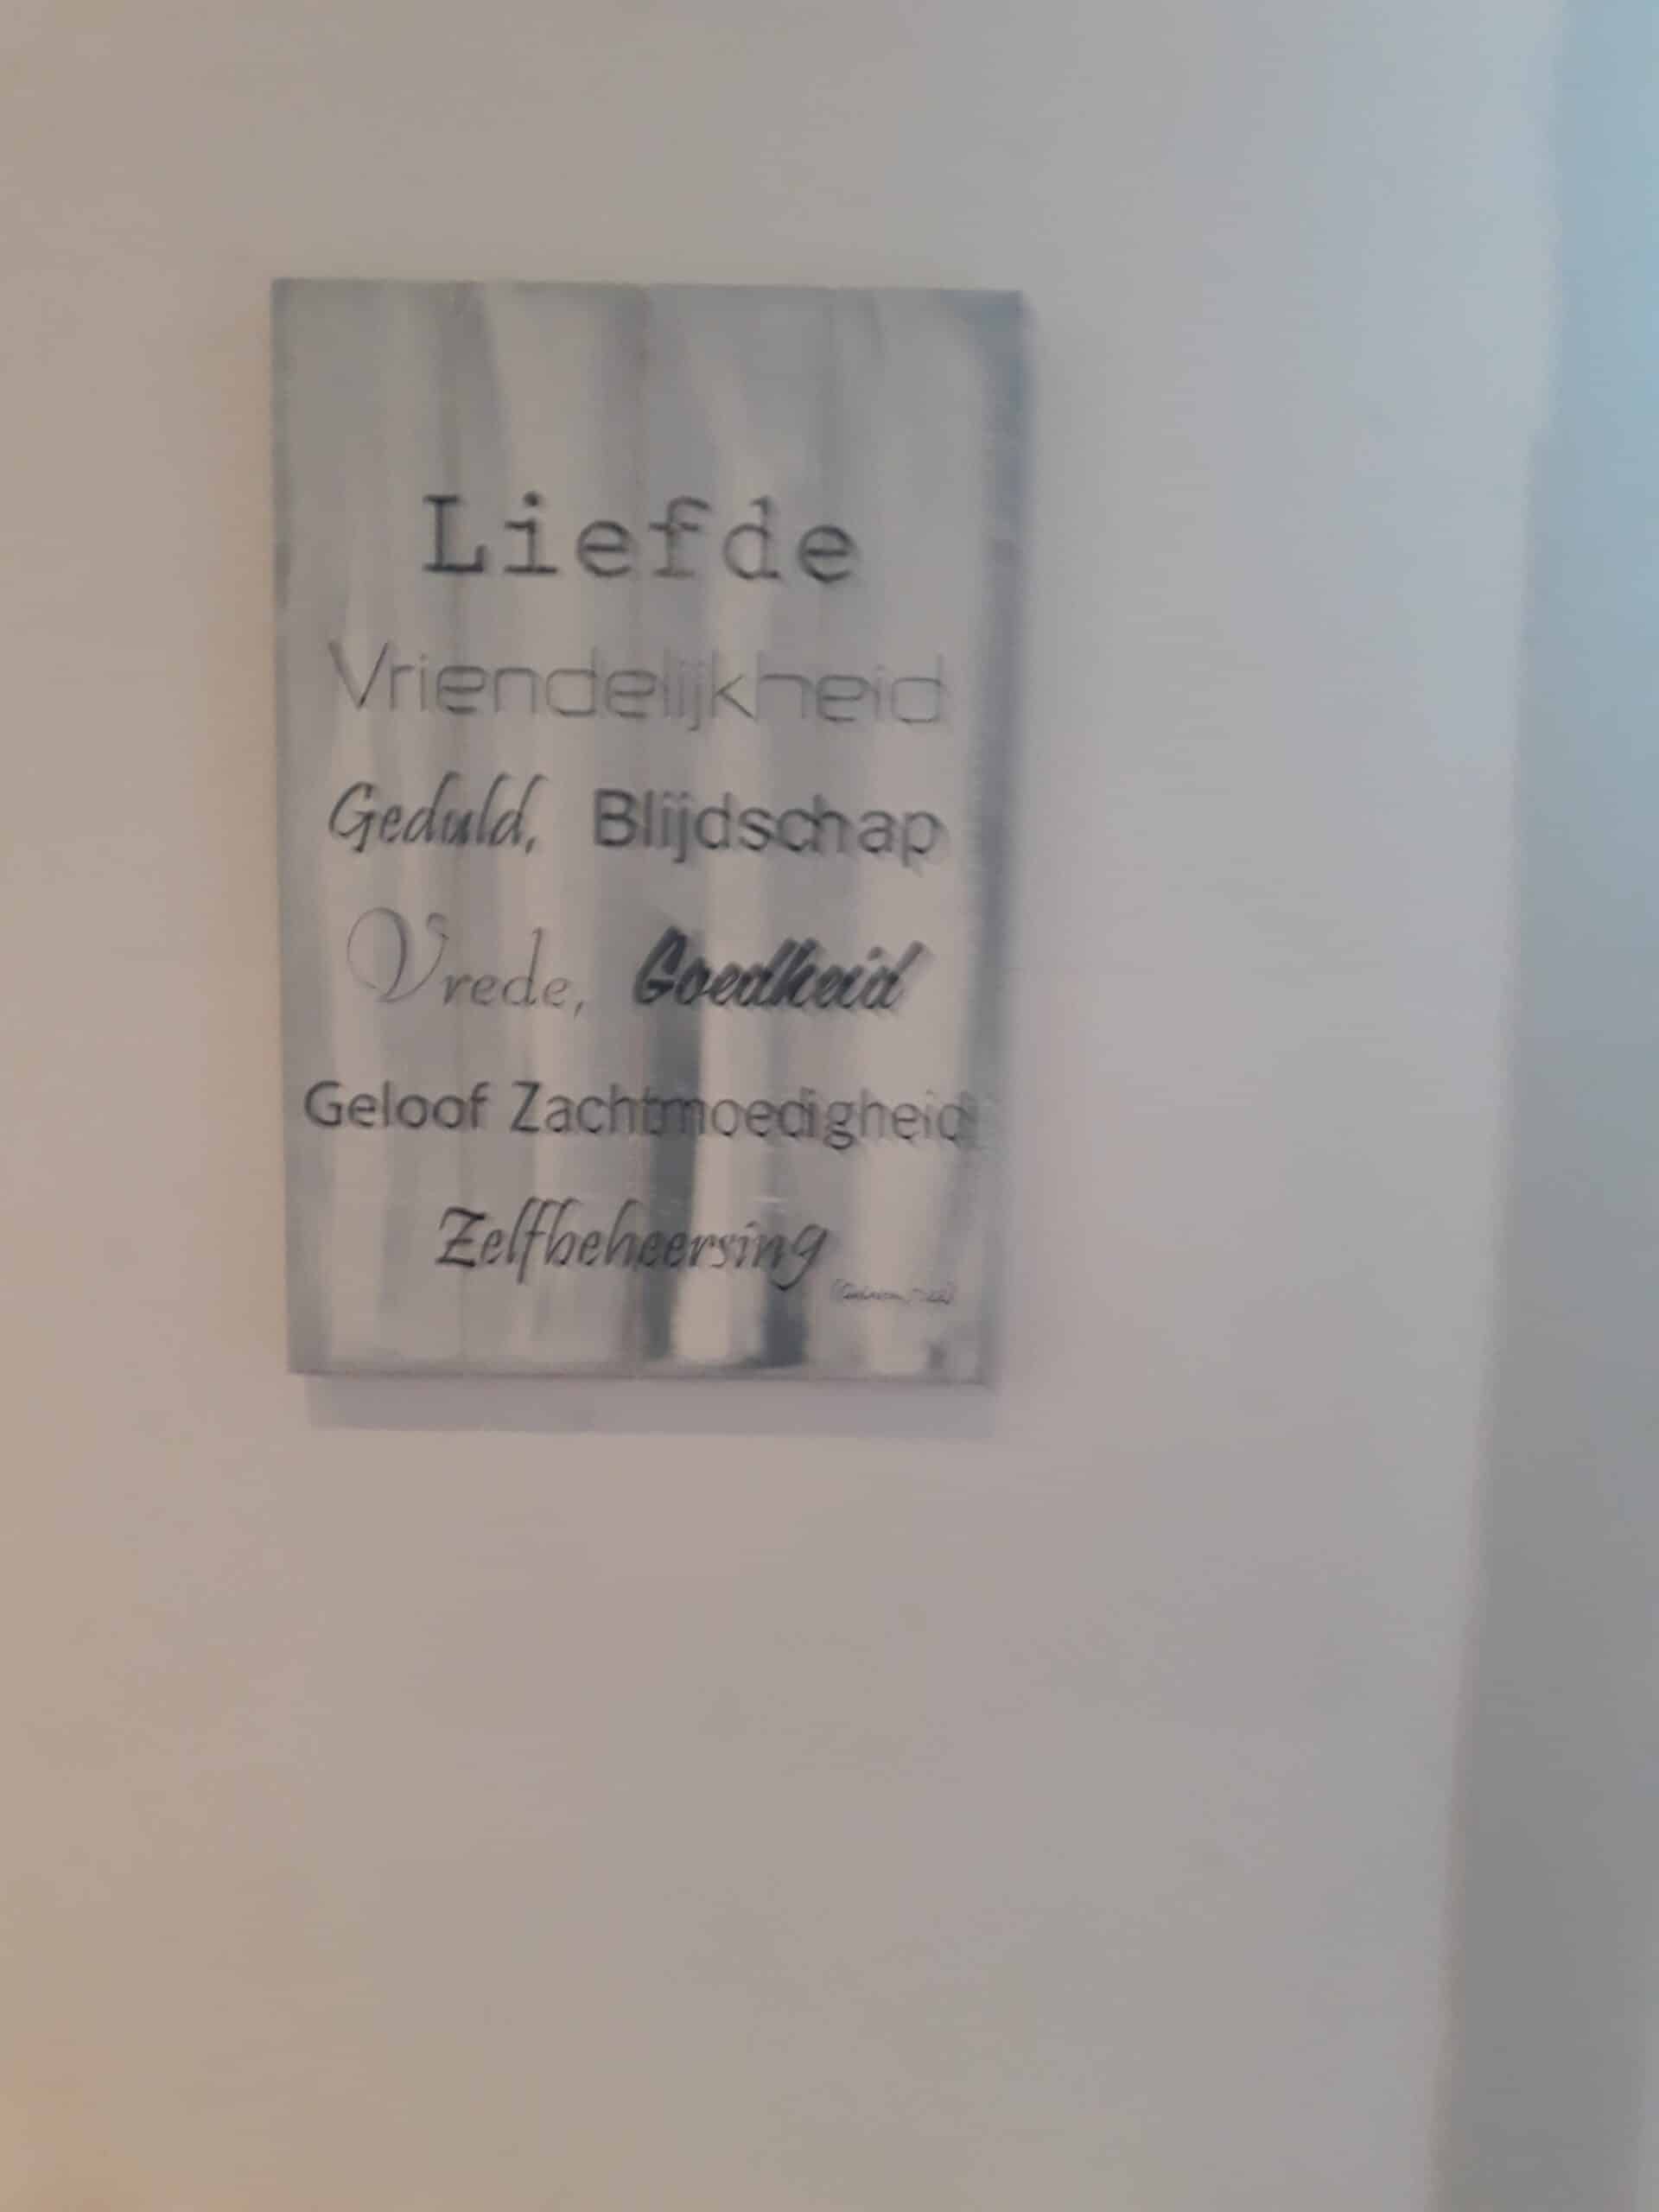 Liefde
Vriendelijkheid
Geduld, Blijdschap
Vrede, Goedheid
Geloof Zachtmoedigheid
Zelfbeheersing